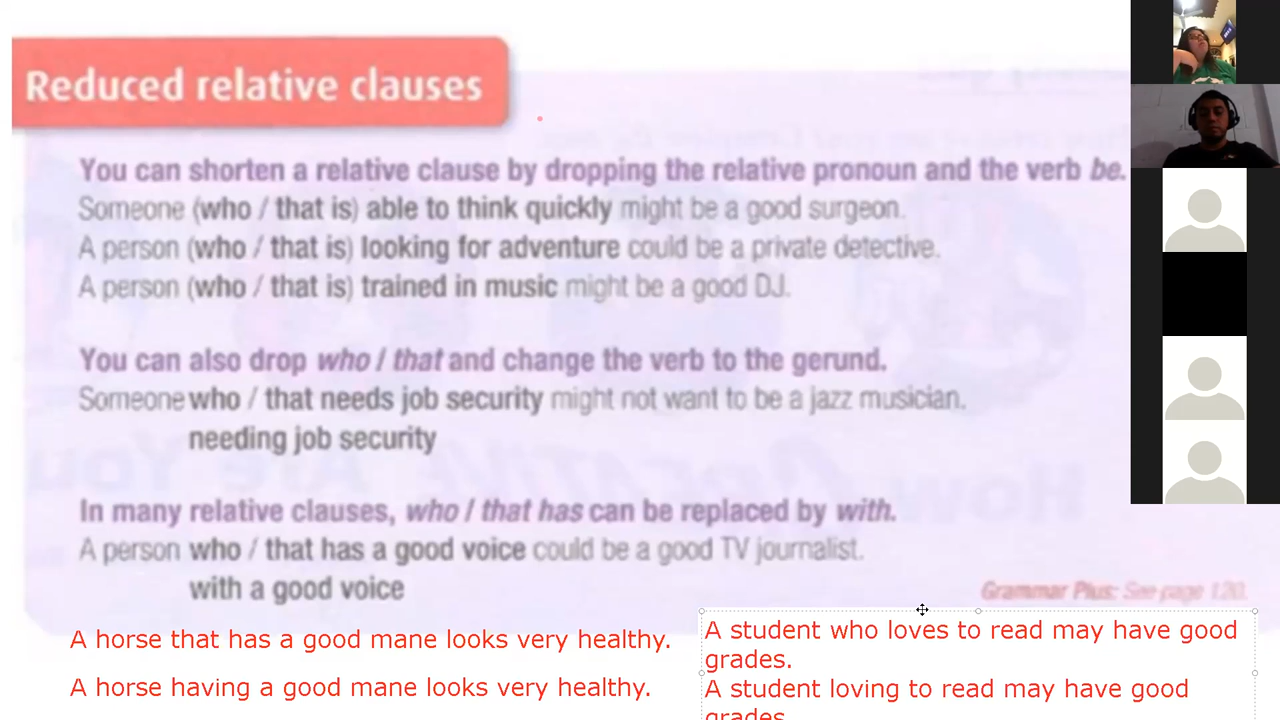 Reduced relative clauses
You can shorten a relative clause by dropping the relative pronoun and the verb be.
Someone (who / that is) able to think quickly might be a good surgeon.
A person (who / that is) looking for adventure could be a private detective.
A person (who / that is) trained in music might be a good DJ.
You can also drop who / that and change the verb to the gerund.
Someone who / that needs job security might not want to be a jazz musician.
needing job security
In many relative clauses, who / that has can be replaced by with.
A person who / that has a good voice could be a good TV journalist.
with a good voice
Grammar Plus: See page 120.
A horse that has a good mane looks very healthy.
A horse having a good mane looks very healthy.
A student who loves to read may have good
grades.
A student loving to read may have good
grades